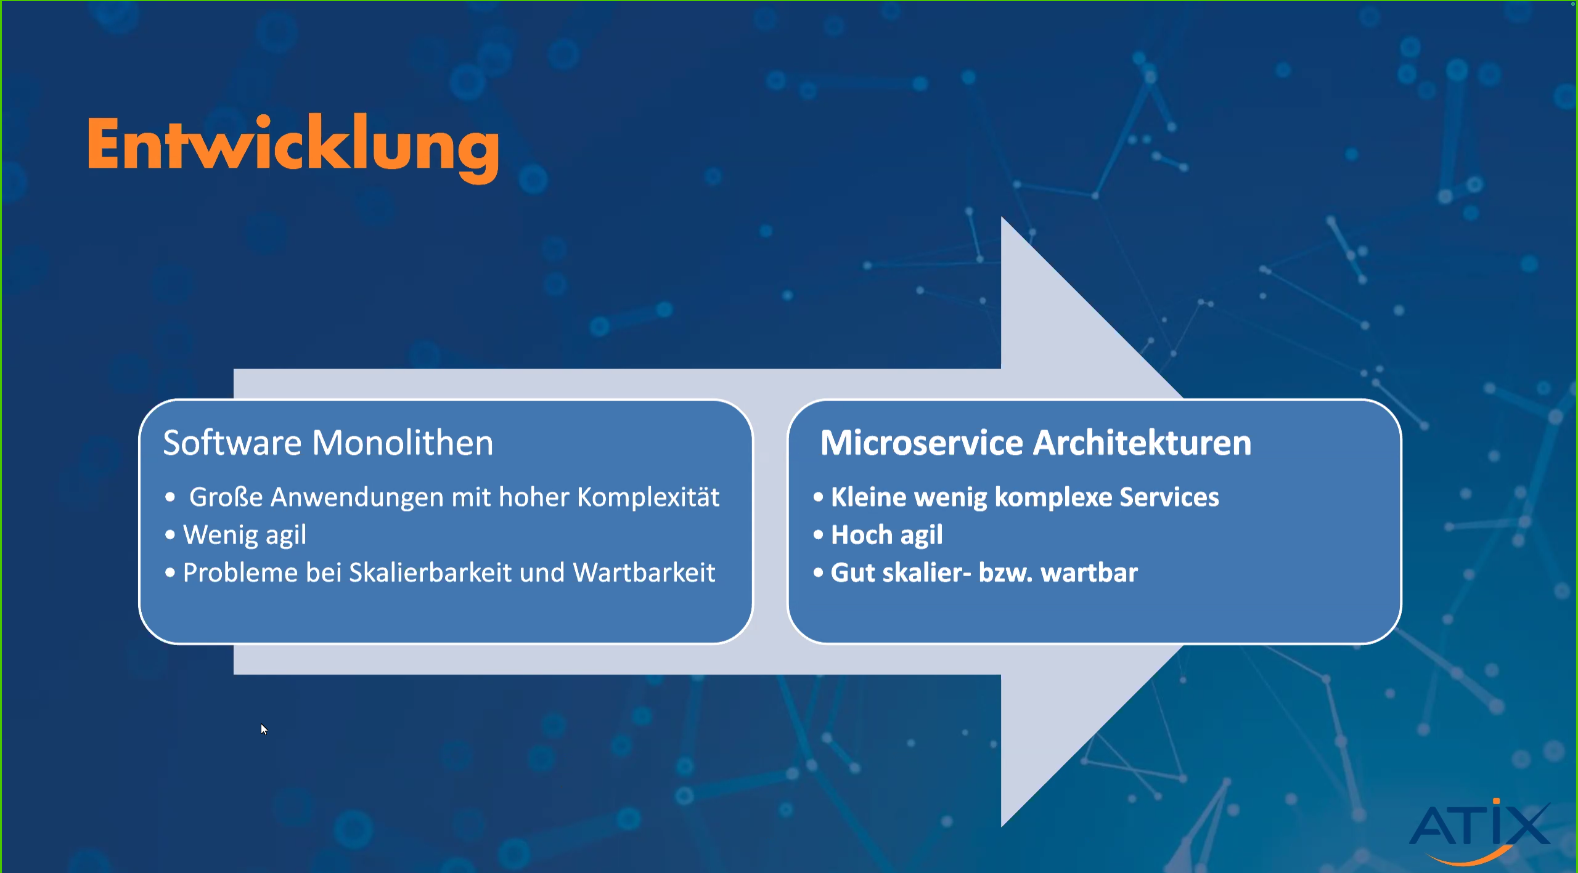 Entwicklung
Software Monolithen
• Große Anwendungen mit hoher Komplexität
• Wenig agil
• Probleme bei Skalierbarkeit und Wartbarkeit
Microservice Architekturen
• Kleine wenig komplexe Services
• Hoch agil
• Gut skalier- bzw. wartbar
ATIX